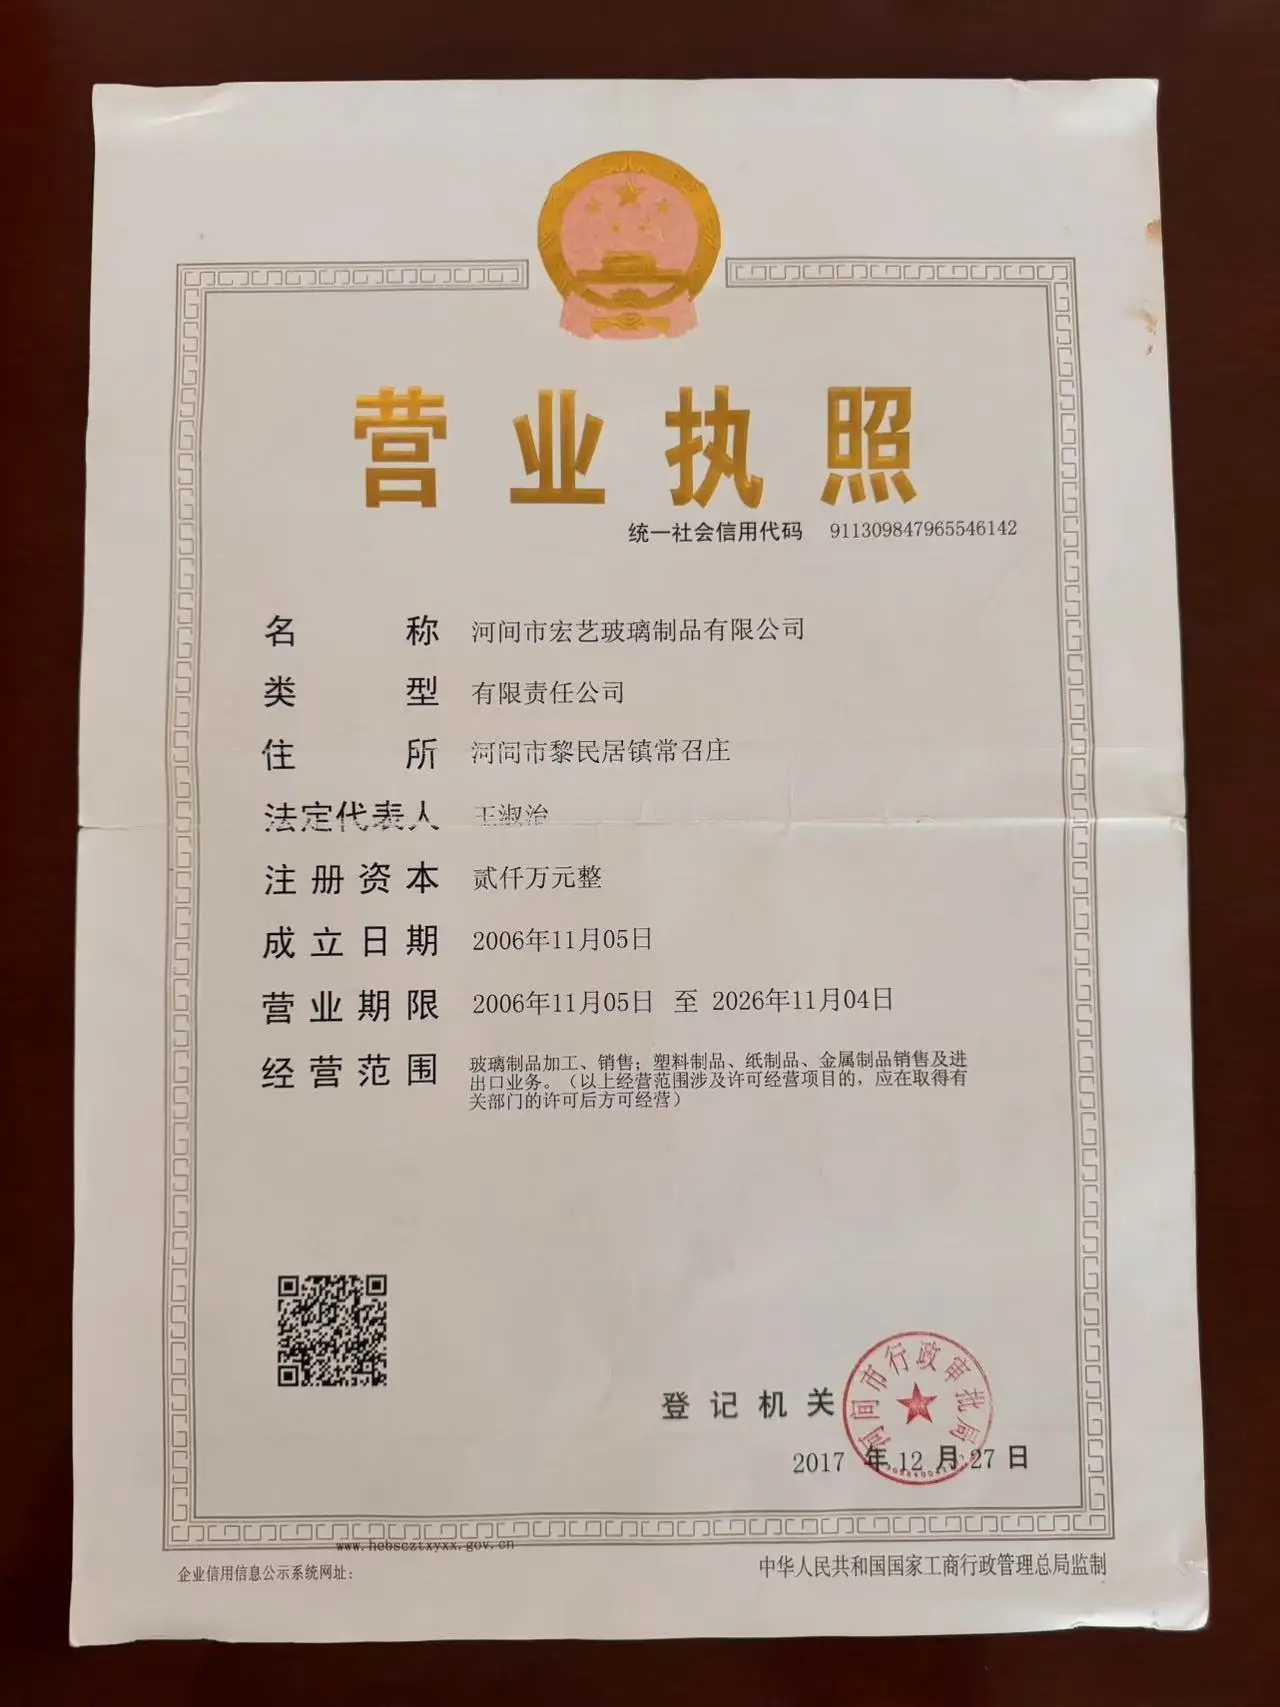 营业执照
统一社会信用代码 911309847965546142
名称 河间市宏艺玻璃制品有限公司
类型 有限责任公司
住所 河间市黎民居镇常召庄
法定代表人 王淑治
注册资本 贰仟万元整
成立日期 2006年11月05日
营业期限 2006年11月05日 至 2026年11月04日
经营范围 玻璃制品加工、销售；塑料制品、纸制品、金属制品销售及进
出口业务。（以上经营范围涉及许可经营项目的，应在取得有
关部门的许可后方可经营）
河间市行政审批局
登记机关
2017 年 12 月 27 日
www.hebscztxyxx.gov.cn
企业信用信息公示系统网址：
中华人民共和国国家工商行政管理总局监制